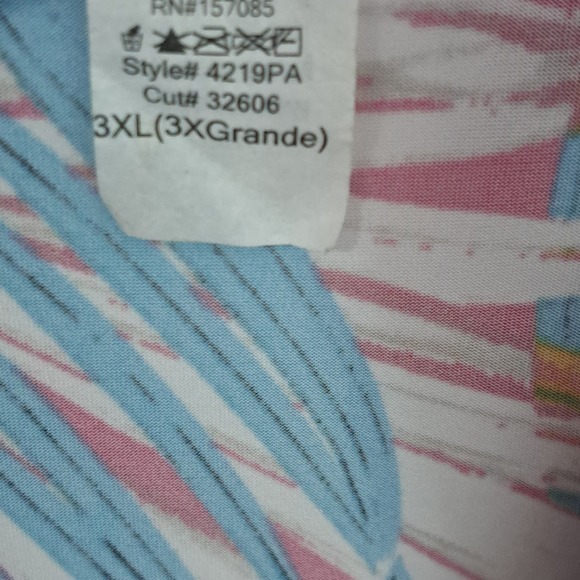 RN#157085
Style# 4219PA
Cut# 32606
3XL(3XGrande)